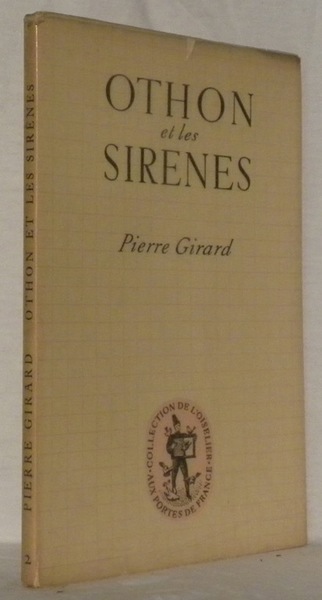 OTHON
et les
SIRENES
Pierre Girard
COLLECTION DE L'OISELIER
AUX PORTES DE FRANCE
PIERRE GIRARD OTHON ET LES SIRÈNES
2